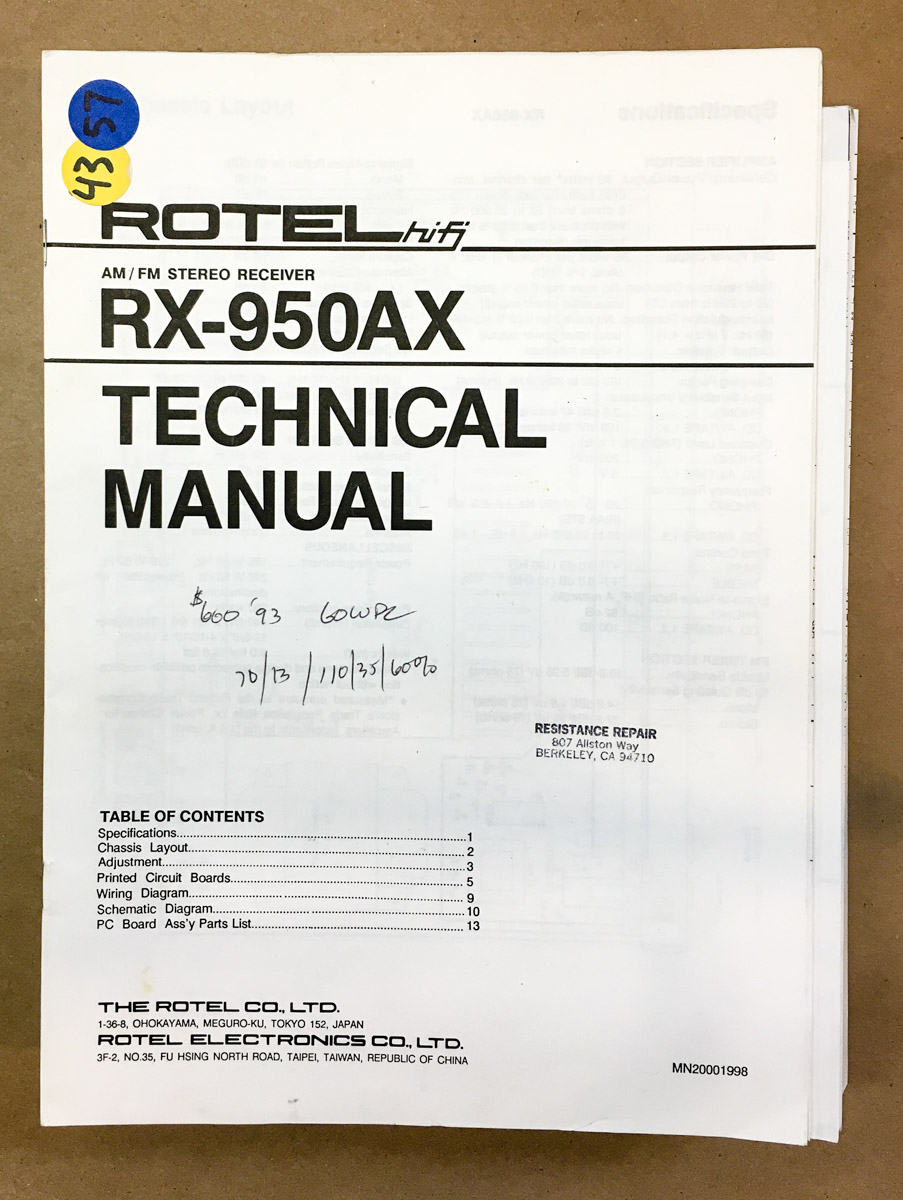 57
43
ROTEL hifi
AM/FM STEREO RECEIVER
RX-950AX
TECHNICAL
MANUAL
$600 '93 60WPC
70/13/110/35/60%
RESISTANCE REPAIR
807 Allston Way
BERKELEY, CA 94710
TABLE OF CONTENTS
Specifications 1
Chassis Layout 2
Adjustment 3
Printed Circuit Boards 5
Wiring Diagram 9
Schematic Diagram 10
PC Board Ass'y Parts List 13
THE ROTEL CO., LTD.
1-36-8, OHOKAYAMA, MEGURO-KU, TOKYO 152, JAPAN
ROTEL ELECTRONICS CO., LTD.
3F-2, NO.35, FU HSING NORTH ROAD, TAIPEI, TAIWAN, REPUBLIC OF CHINA
MN20001998